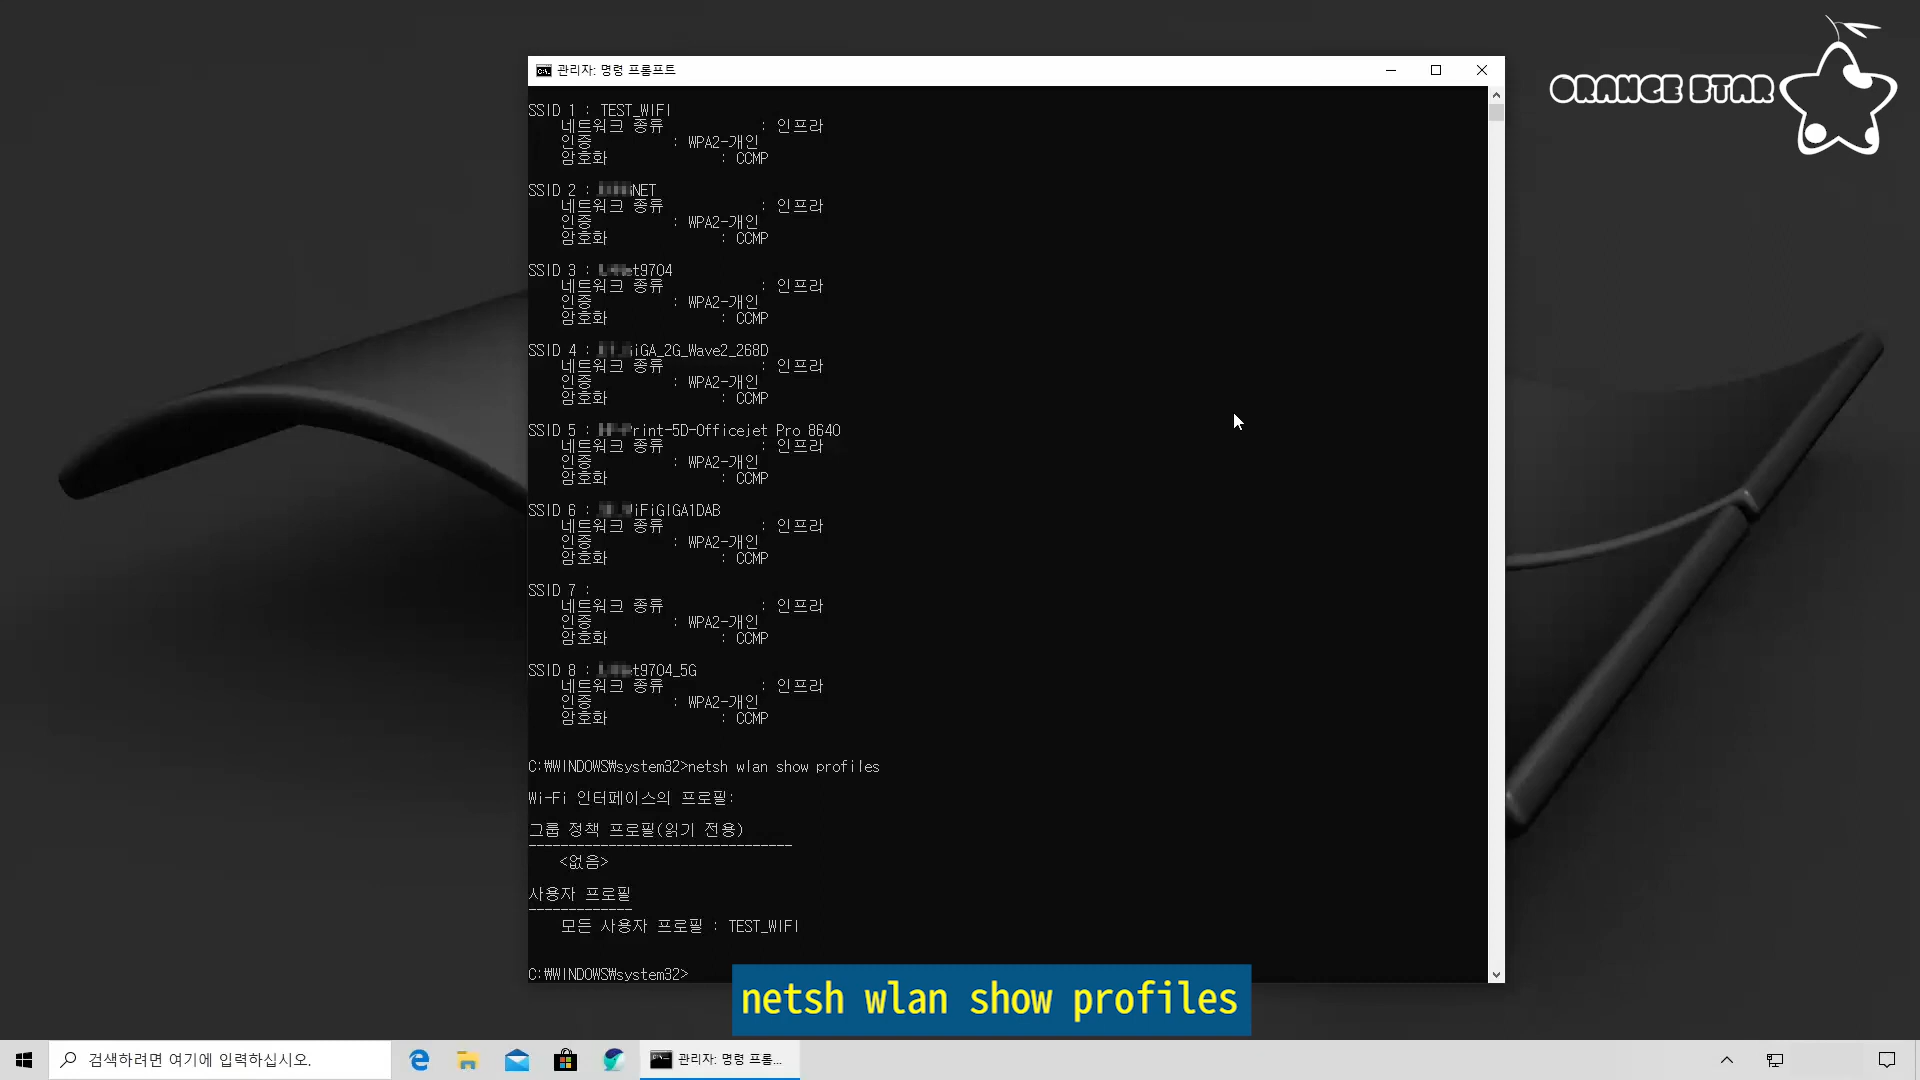 관리자: 명령 프롬프트
ORANGE STAR
SSID 1 : TEST_WIFI
네트워크 종류 : 인프라
인증 : WPA2-개인
암호화 : CCMP
SSID 2 : NET
네트워크 종류 : 인프라
인증 : WPA2-개인
암호화 : CCMP
SSID 3 : et9704
네트워크 종류 : 인프라
인증 : WPA2-개인
암호화 : CCMP
SSID 4 : iGA_2G_Wave2_268D
네트워크 종류 : 인프라
인증 : WPA2-개인
암호화 : CCMP
SSID 5 : rint-5D-Officejet Pro 8640
네트워크 종류 : 인프라
인증 : WPA2-개인
암호화 : CCMP
SSID 6 : iFiGIGA1DAB
네트워크 종류 : 인프라
인증 : WPA2-개인
암호화 : CCMP
SSID 7 :
네트워크 종류 : 인프라
인증 : WPA2-개인
암호화 : CCMP
SSID 8 : t9704_5G
네트워크 종류 : 인프라
인증 : WPA2-개인
암호화 : CCMP
C:₩WINDOWS₩system32>netsh wlan show profiles
Wi-Fi 인터페이스의 프로필:
그룹 정책 프로필(읽기 전용)
---------------------------------
<없음>
사용자 프로필
-------------
모든 사용자 프로필 : TEST_WIFI
C:₩WINDOWS₩system32>
netsh wlan show profiles
검색하려면 여기에 입력하십시오.
관리자: 명령 프롬...